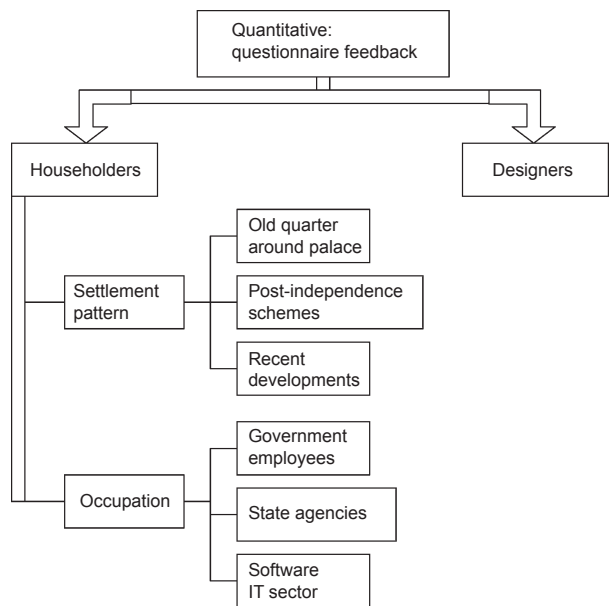 Quantitative:
questionnaire feedback
Householders
Designers
Old quarter
around palace
Settlement
pattern
Post-independence
schemes
Recent
developments
Government
employees
Occupation
State agencies
Software
IT sector